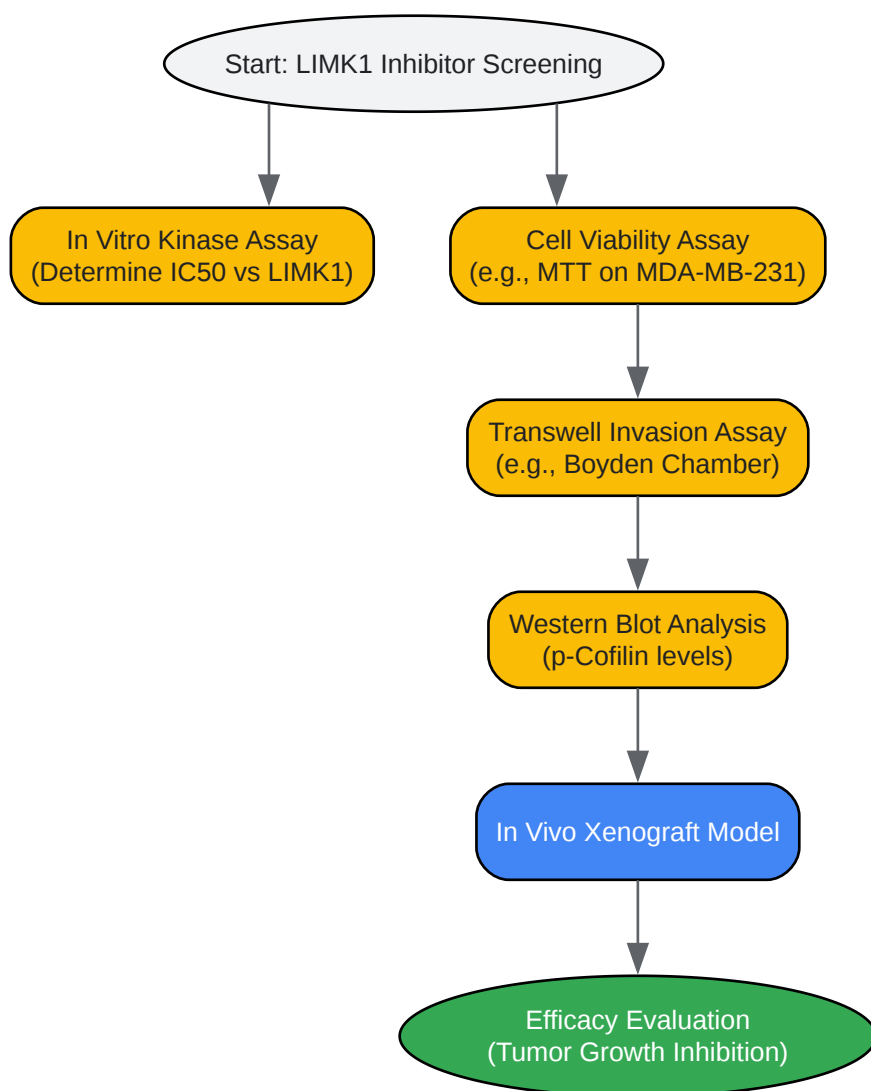 Start: LIMK1 Inhibitor Screening
In Vitro Kinase Assay
(Determine IC50 vs LIMK1)
Cell Viability Assay
(e.g., MTT on MDA-MB-231)
Transwell Invasion Assay
(e.g., Boyden Chamber)
Western Blot Analysis
(p-Cofilin levels)
In Vivo Xenograft Model
Efficacy Evaluation
(Tumor Growth Inhibition)